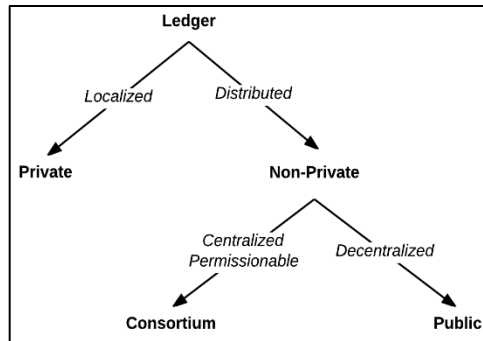 Ledger
Localized
Distributed
Private
Non-Private
Centralized
Permissionable
Decentralized
Consortium
Public